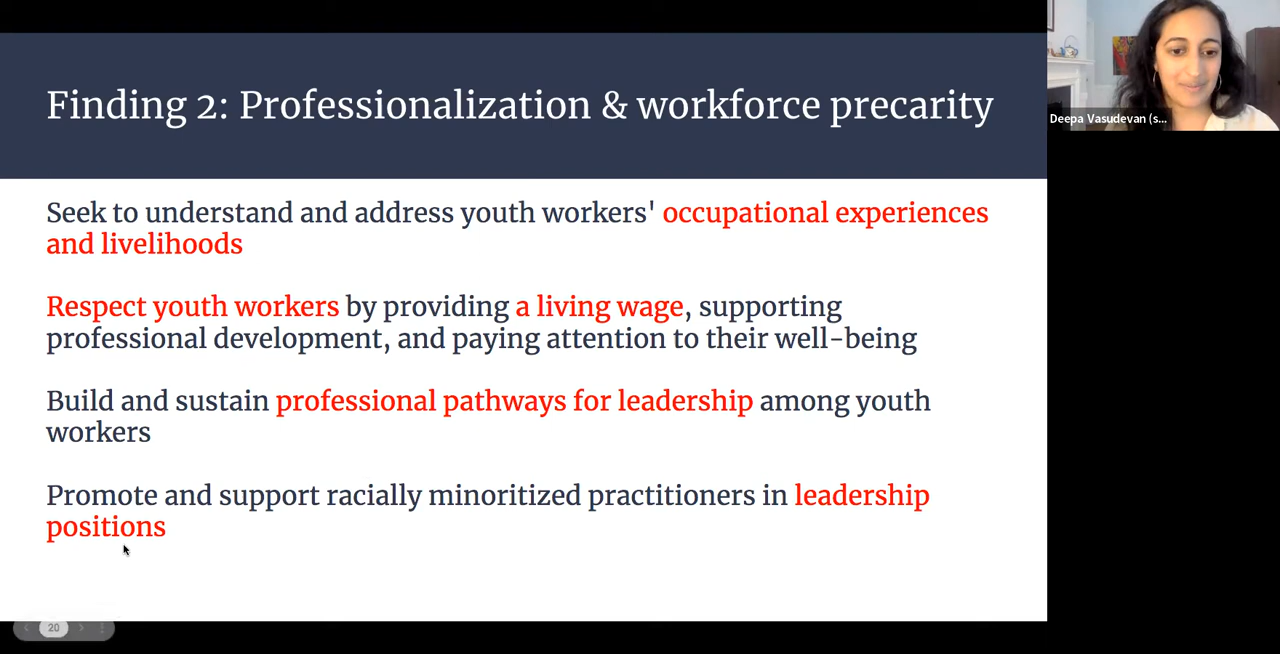 Finding 2: Professionalization & workforce precarity
Deepa Vasudevan (s...
Seek to understand and address youth workers' occupational experiences
and livelihoods
Respect youth workers by providing a living wage, supporting
professional development, and paying attention to their well-being
Build and sustain professional pathways for leadership among youth
workers
Promote and support racially minoritized practitioners in leadership
positions
20